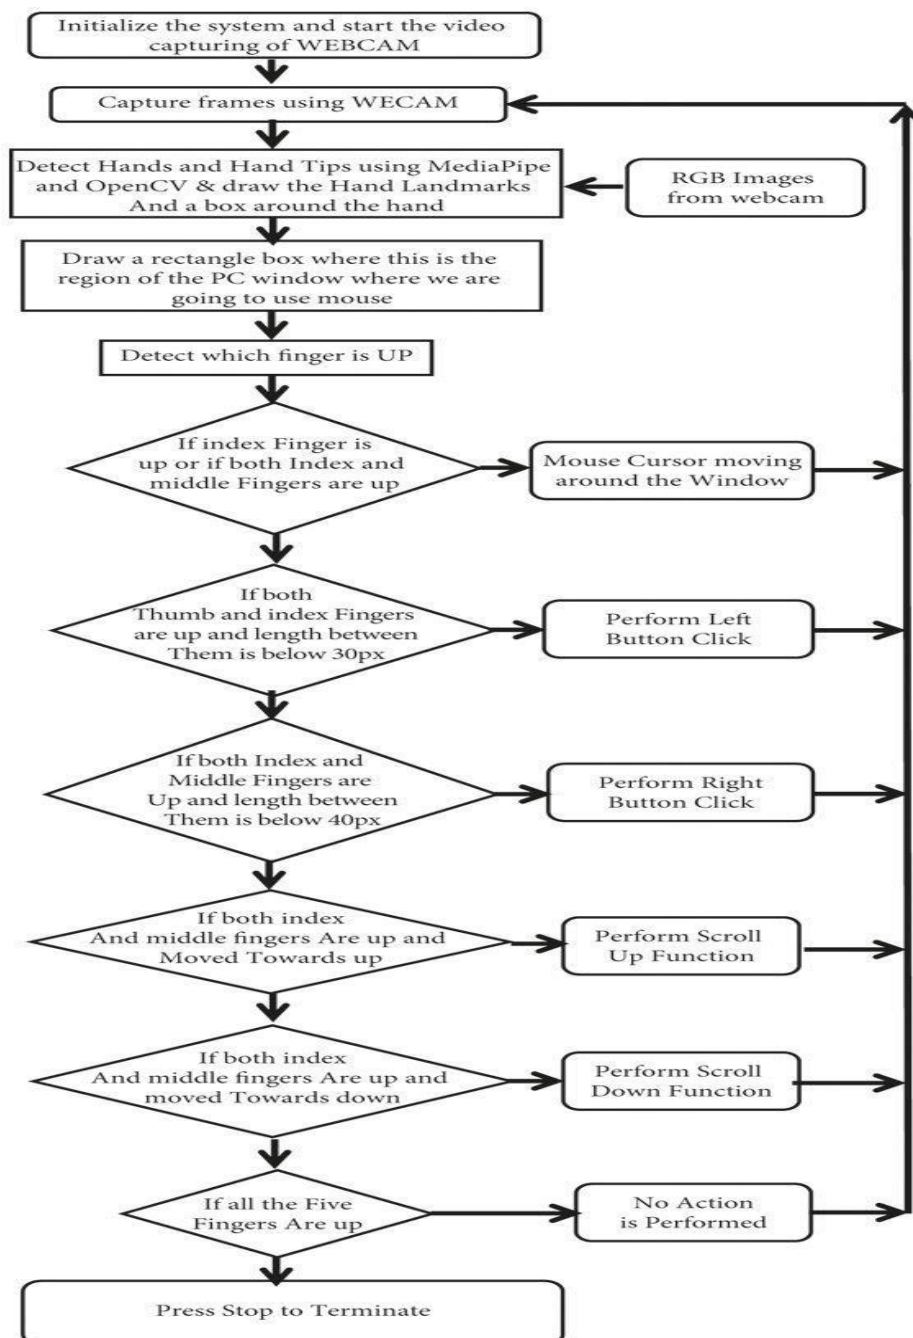 Initialize the system and start the video
capturing of WEBCAM
Capture frames using WECAM
Detect Hands and Hand Tips using MediaPipe
and OpenCV & draw the Hand Landmarks
And a box around the hand
RGB Images
from webcam
Draw a rectangle box where this is the
region of the PC window where we are
going to use mouse
Detect which finger is UP
If index Finger is
up or if both Index and
middle Fingers are up
Mouse Cursor moving
around the Window
If both
Thumb and index Fingers
are up and length between
Them is below 30px
Perform Left
Button Click
If both Index and
Middle Fingers are
Up and length between
Them is below 40px
Perform Right
Button Click
If both index
And middle fingers Are up and
Moved Towards up
Perform Scroll
Up Function
If both index
And middle fingers Are up and
moved Towards down
Perform Scroll
Down Function
If all the Five
Fingers Are up
No Action
is Performed
Press Stop to Terminate